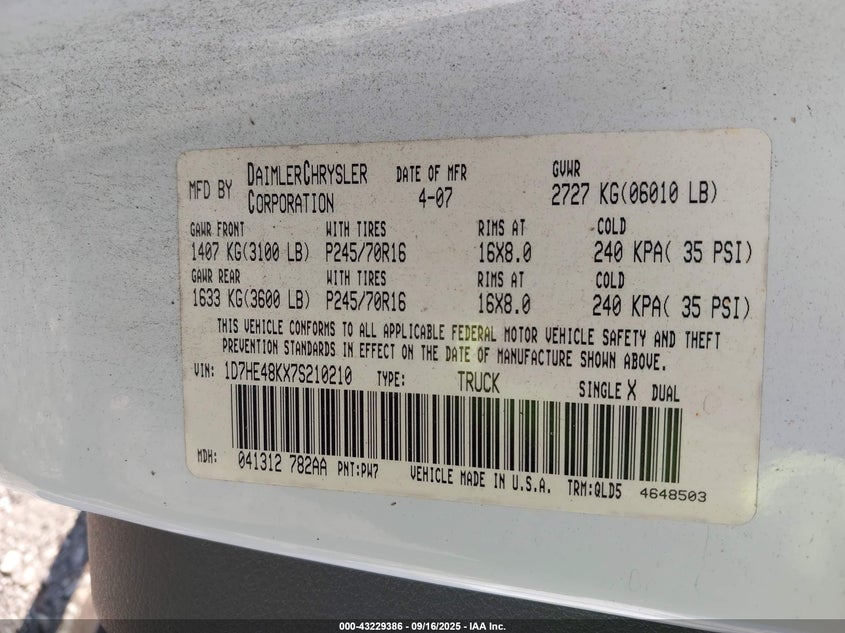 MFD BY DAIMLERCHRYSLER CORPORATION DATE OF MFR 4-07 GVWR 2727 KG(06010 LB)
GAWR FRONT WITH TIRES RIMS AT COLD
1407 KG(3100 LB) P245/70R16 16X8.0 240 KPA( 35 PSI)
GAWR REAR WITH TIRES RIMS AT COLD
1633 KG(3600 LB) P245/70R16 16X8.0 240 KPA( 35 PSI)
THIS VEHICLE CONFORMS TO ALL APPLICABLE FEDERAL MOTOR VEHICLE SAFETY AND THEFT
PREVENTION STANDARDS IN EFFECT ON THE DATE OF MANUFACTURE SHOWN ABOVE.
VIN: 1D7HE48KX7S210210 TYPE: TRUCK SINGLE X DUAL
MDH: 041312 782AA PNT:PW7 VEHICLE MADE IN U.S.A. TRM:QLD5 4648503
000-43229386 - 09/16/2025 - IAA Inc.